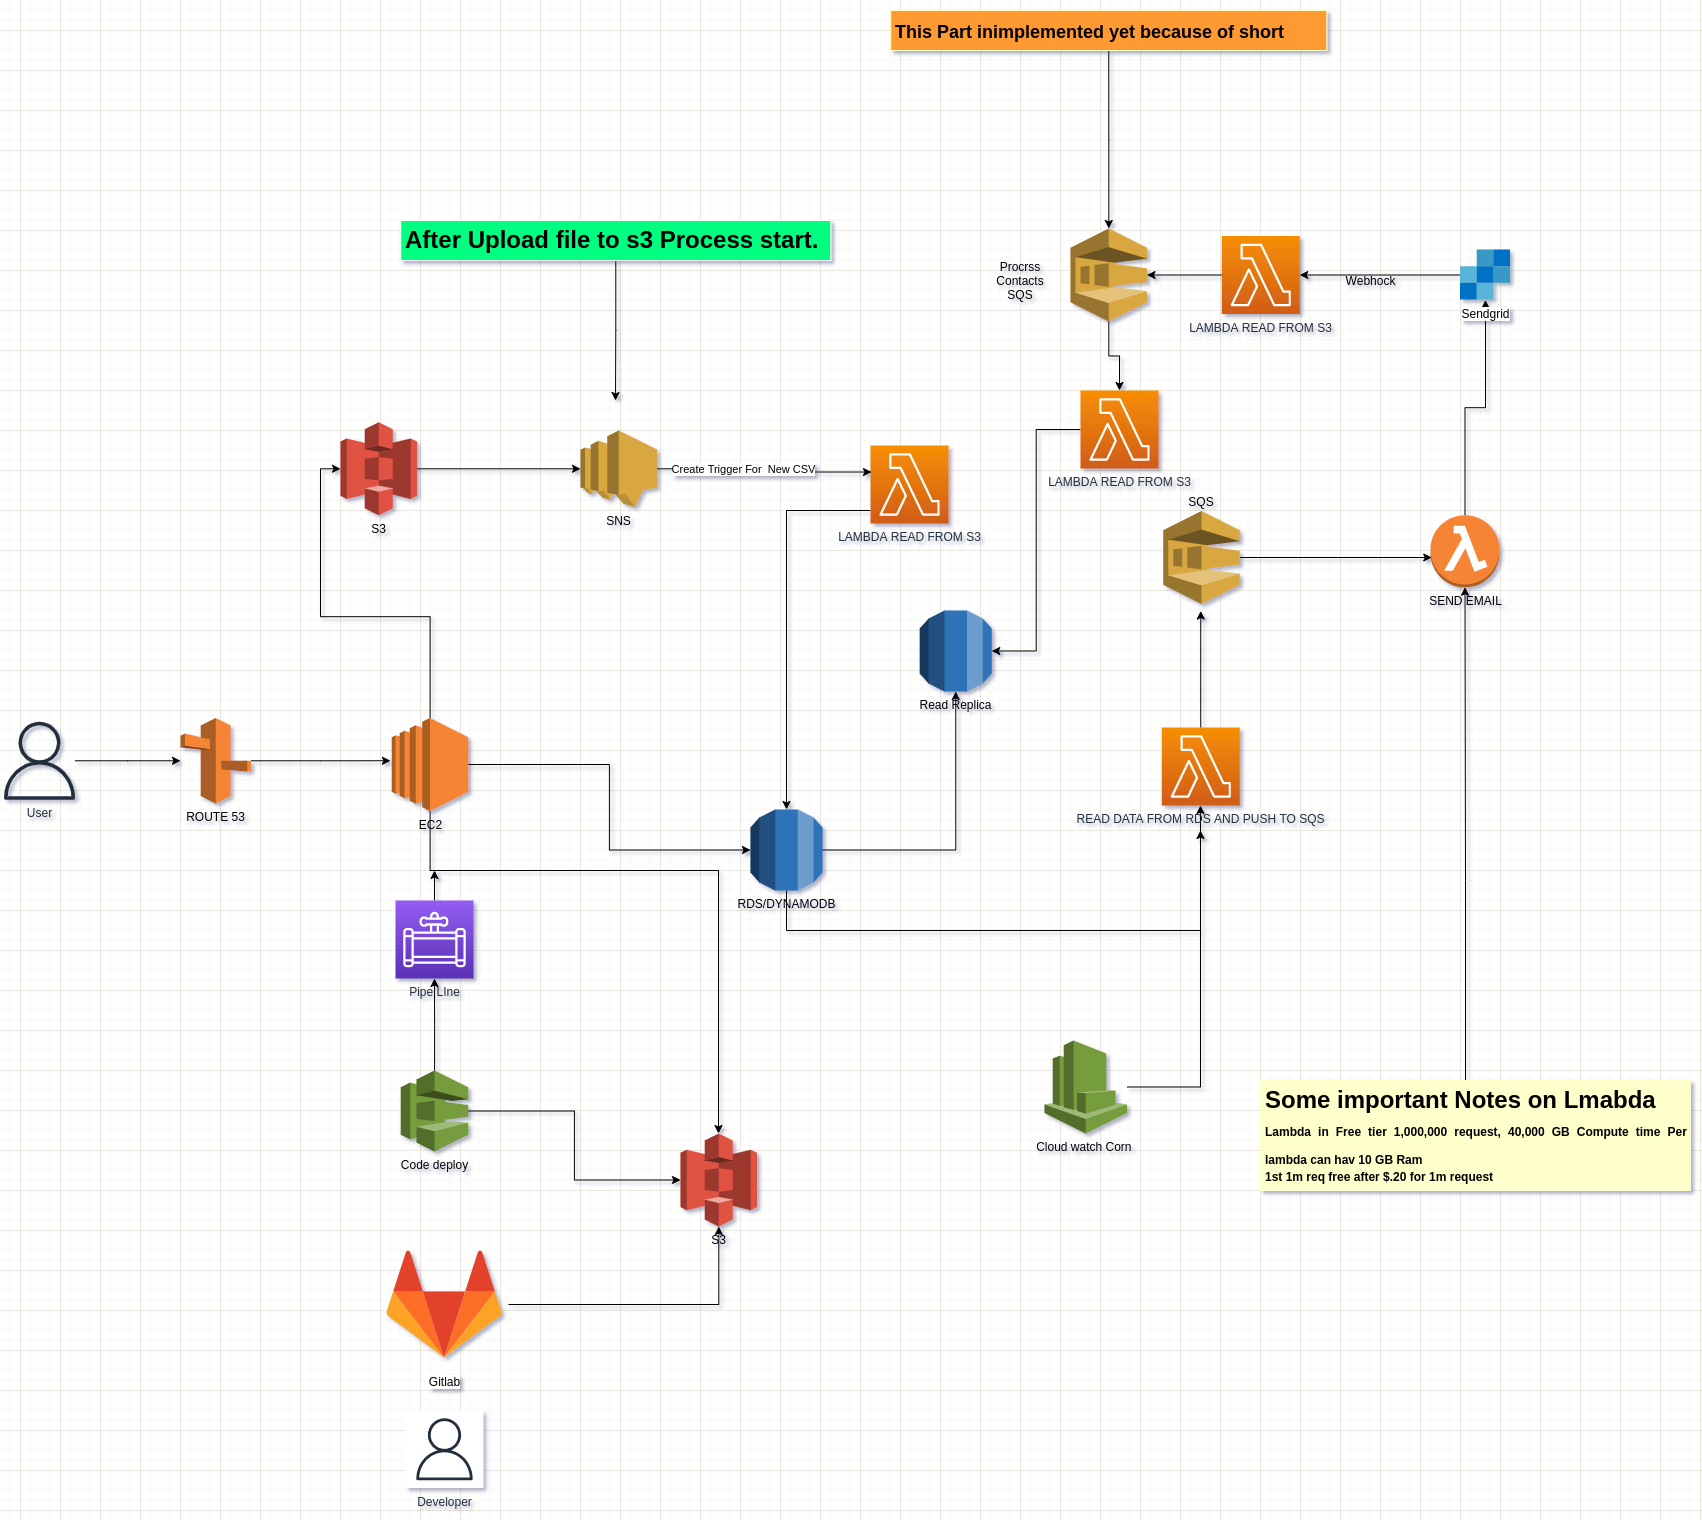 This Part inimplemented yet because of short
After Upload file to s3 Process start.
Procrss
Contacts
SQS
LAMBDA READ FROM S3
Webhock
Sendgrid
S3
SNS
Create Trigger For  New CSV
LAMBDA READ FROM S3
LAMBDA READ FROM S3
SQS
SEND EMAIL
Read Replica
User
ROUTE 53
EC2
READ DATA FROM RDS AND PUSH TO SQS
RDS/DYNAMODB
Pipe LIne
Code deploy
Cloud watch Corn
Some important Notes on Lmabda
Lambda in Free tier 1,000,000 request, 40,000 GB Compute time Per
lambda can hav 10 GB Ram
1st 1m req free after $.20 for 1m request
S3
Gitlab
Developer